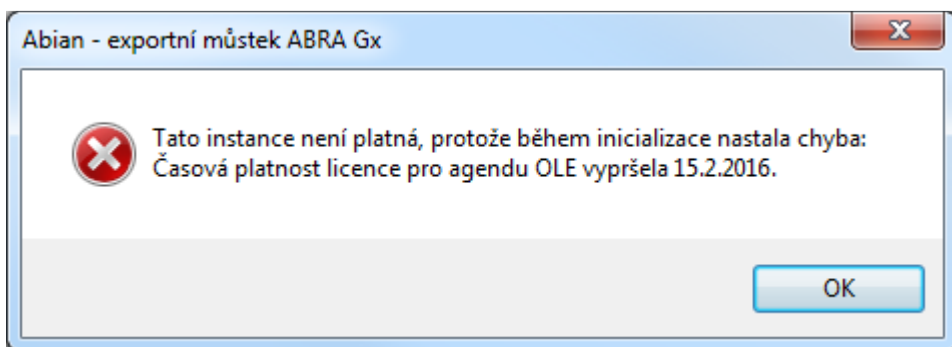 Abian - exportní můstek ABRA Gx
Tato instance není platná, protože během inicializace nastala chyba:
Časová platnost licence pro agendu OLE vypršela 15.2.2016.
OK